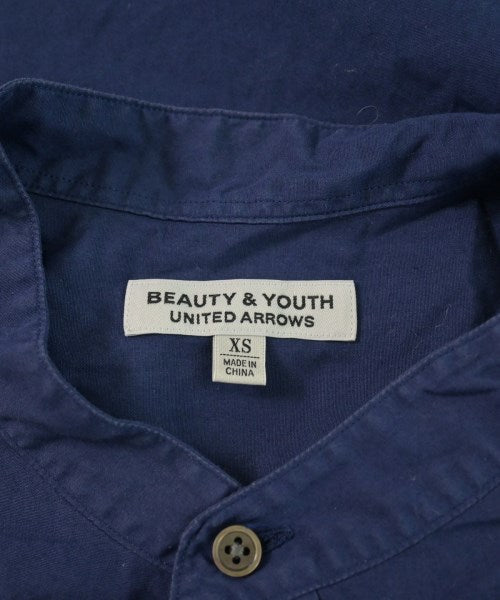 BEAUTY & YOUTH
UNITED ARROWS
XS
MADE IN
CHINA